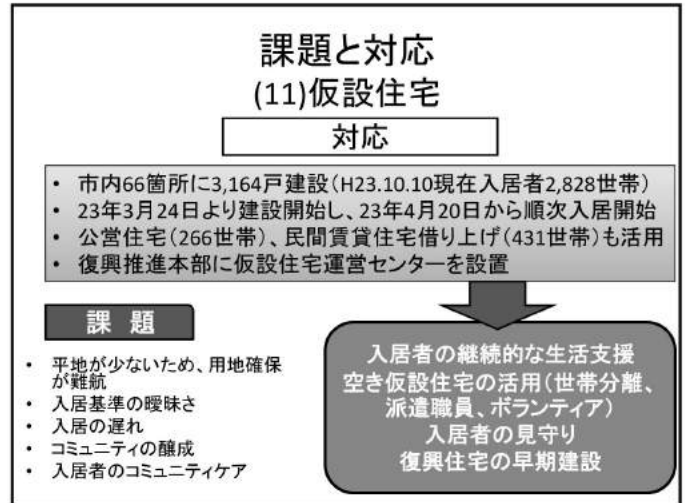 課題と対応
(11)仮設住宅
対応
• 市内66箇所に3,164戸建設(H23.10.10現在入居者2,828世帯)
• 23年3月24日より建設開始し、23年4月20日から順次入居開始
• 公営住宅(266世帯)、民間賃貸住宅借り上げ(431世帯)も活用
• 復興推進本部に仮設住宅運営センターを設置
課 題
• 平地が少ないため、用地確保
が難航
• 入居基準の曖昧さ
• 入居の遅れ
• コミュニティの醸成
• 入居者のコミュニティケア
入居者の継続的な生活支援
空き仮設住宅の活用(世帯分離、
派遣職員、ボランティア)
入居者の見守り
復興住宅の早期建設